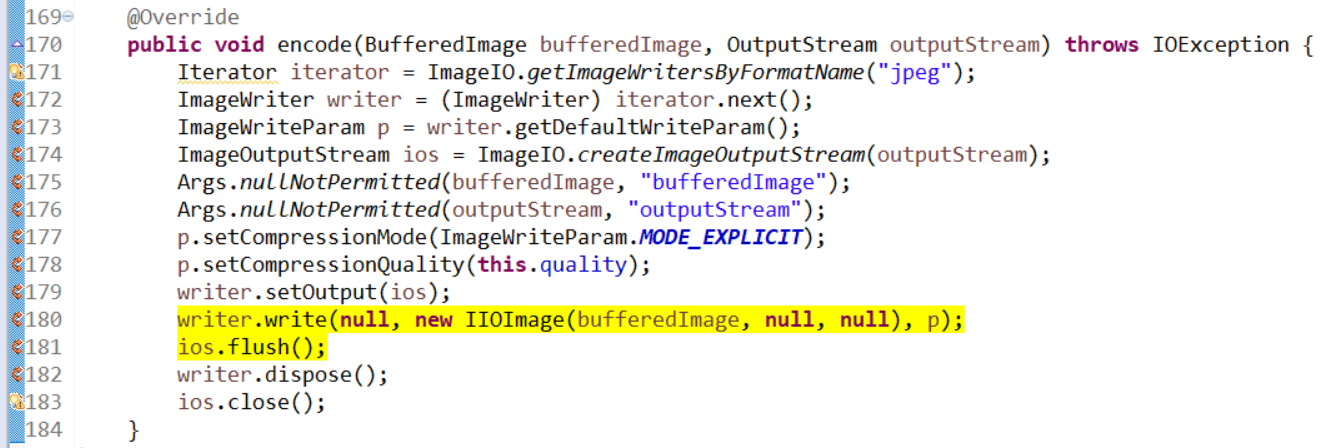 169 @Override
170 public void encode(BufferedImage bufferedImage, OutputStream outputStream) throws IOException {
171 Iterator iterator = ImageIO.getImageWritersByFormatName("jpeg");
172 ImageWriter writer = (ImageWriter) iterator.next();
173 ImageWriteParam p = writer.getDefaultWriteParam();
174 ImageOutputStream ios = ImageIO.createImageOutputStream(outputStream);
175 Args.nullNotPermitted(bufferedImage, "bufferedImage");
176 Args.nullNotPermitted(outputStream, "outputStream");
177 p.setCompressionMode(ImageWriteParam.MODE_EXPLICIT);
178 p.setCompressionQuality(this.quality);
179 writer.setOutput(ios);
180 writer.write(null, new IIOImage(bufferedImage, null, null), p);
181 ios.flush();
182 writer.dispose();
183 ios.close();
184 }